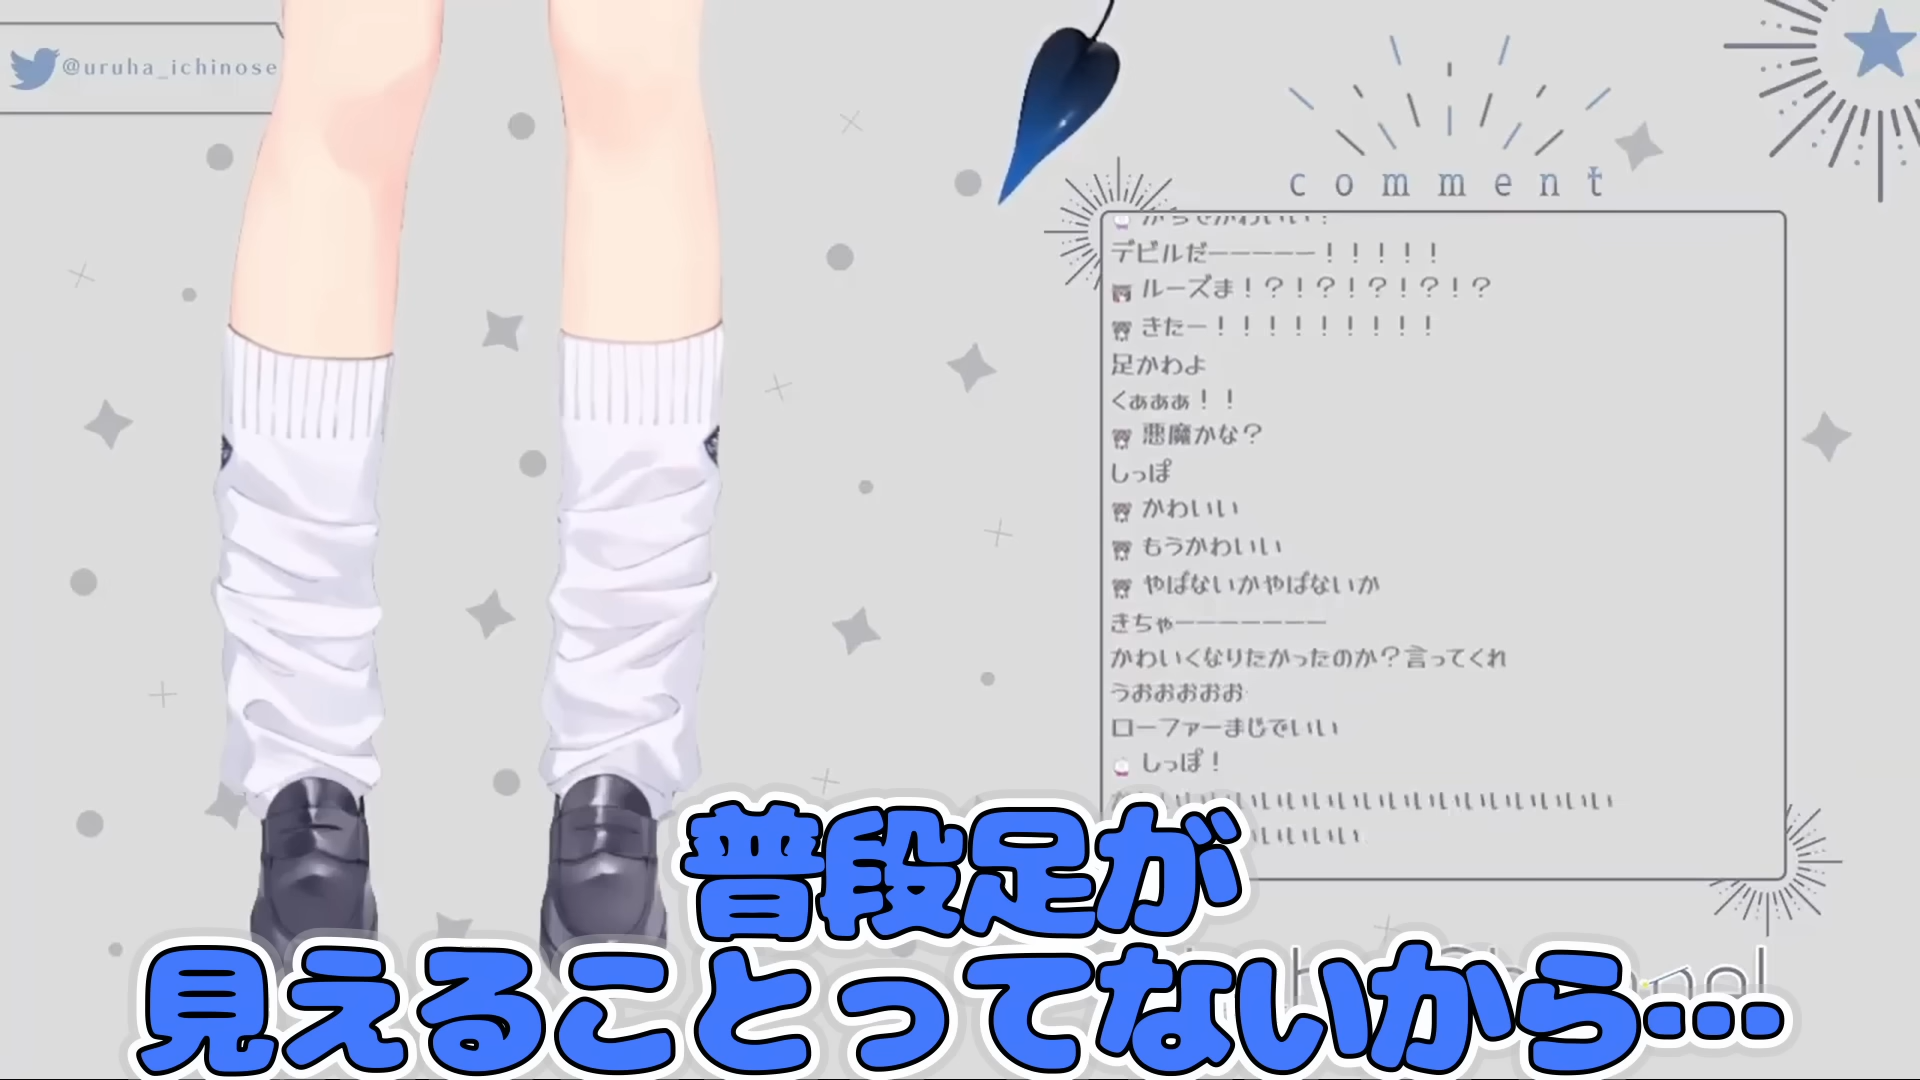 @uruha_ichinose
comment
デビルだーーーーー！！！！！
ルーズま！？！？！？！？！？
きたー！！！！！！！！！
足かわよ
くぁぁぁ！！
悪魔かな？
しっぽ
かわいい
もうかわいい
やばないかやばないか
きちゃーーーーーーー
かわいくなりたかったのか？言ってくれ
うおおおおお
ローファーまじでいい
しっぽ！
普段足が
見えることってないから…